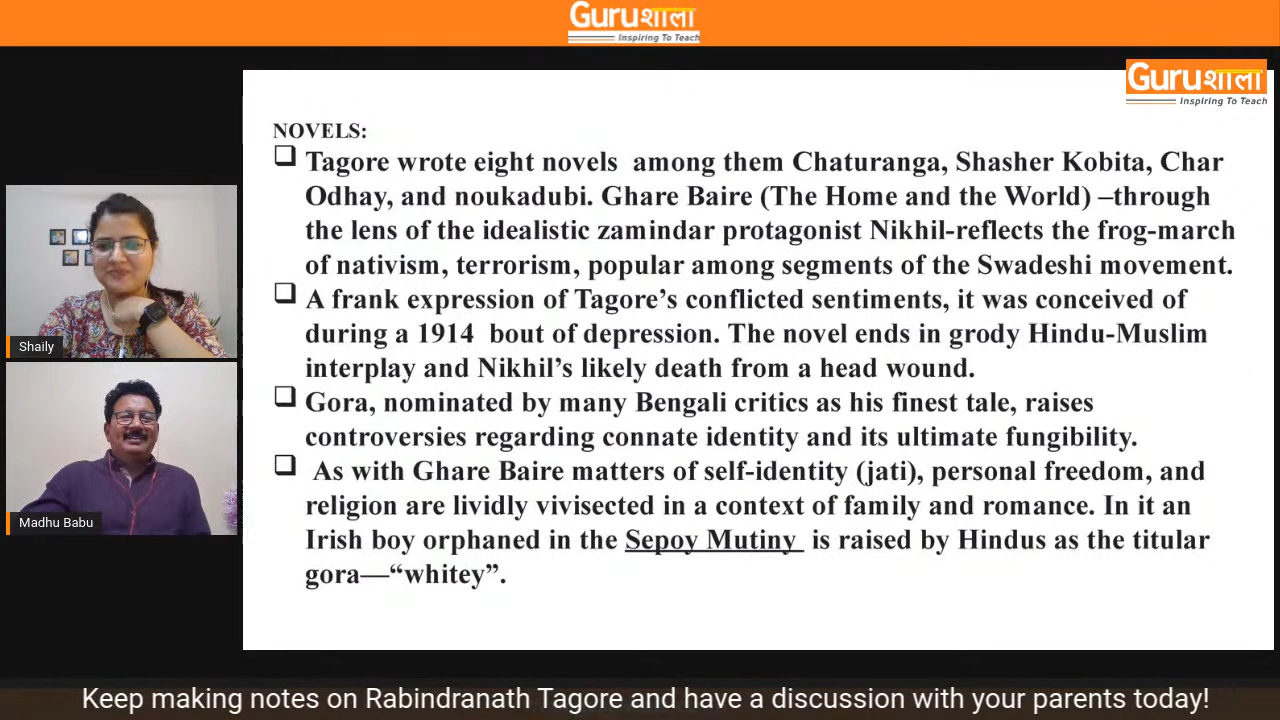 Guruशाला
Inspiring To Teach
Guruशाला
Inspiring To Teach
NOVELS:
❑ Tagore wrote eight novels among them Chaturanga, Shasher Kobita, Char
Odhay, and noukadubi. Ghare Baire (The Home and the World) –through
the lens of the idealistic zamindar protagonist Nikhil-reflects the frog-march
of nativism, terrorism, popular among segments of the Swadeshi movement.
❑ A frank expression of Tagore’s conflicted sentiments, it was conceived of
during a 1914 bout of depression. The novel ends in grody Hindu-Muslim
interplay and Nikhil’s likely death from a head wound.
❑ Gora, nominated by many Bengali critics as his finest tale, raises
controversies regarding connate identity and its ultimate fungibility.
❑ As with Ghare Baire matters of self-identity (jati), personal freedom, and
religion are lividly vivisected in a context of family and romance. In it an
Irish boy orphaned in the Sepoy Mutiny is raised by Hindus as the titular
gora—“whitey”.
Shaily
Madhu Babu
Keep making notes on Rabindranath Tagore and have a discussion with your parents today!